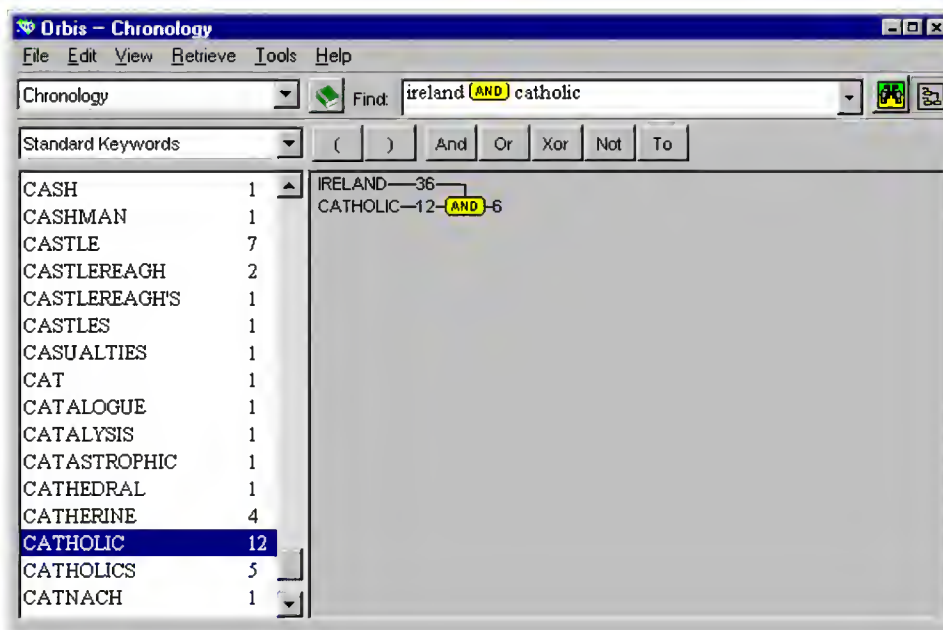 Orbis – Chronology
File Edit View Retrieve Tools Help
Chronology Find: ireland AND catholic
Standard Keywords ( ) And Or Xor Not To
CASH 1
CASHMAN 1
CASTLE 7
CASTLEREAGH 2
CASTLEREAGH'S 1
CASTLES 1
CASUALTIES 1
CAT 1
CATALOGUE 1
CATALYSIS 1
CATASTROPHIC 1
CATHEDRAL 1
CATHERINE 4
CATHOLIC 12
CATHOLICS 5
CATNACH 1
IRELAND 36
CATHOLIC 12 AND 6